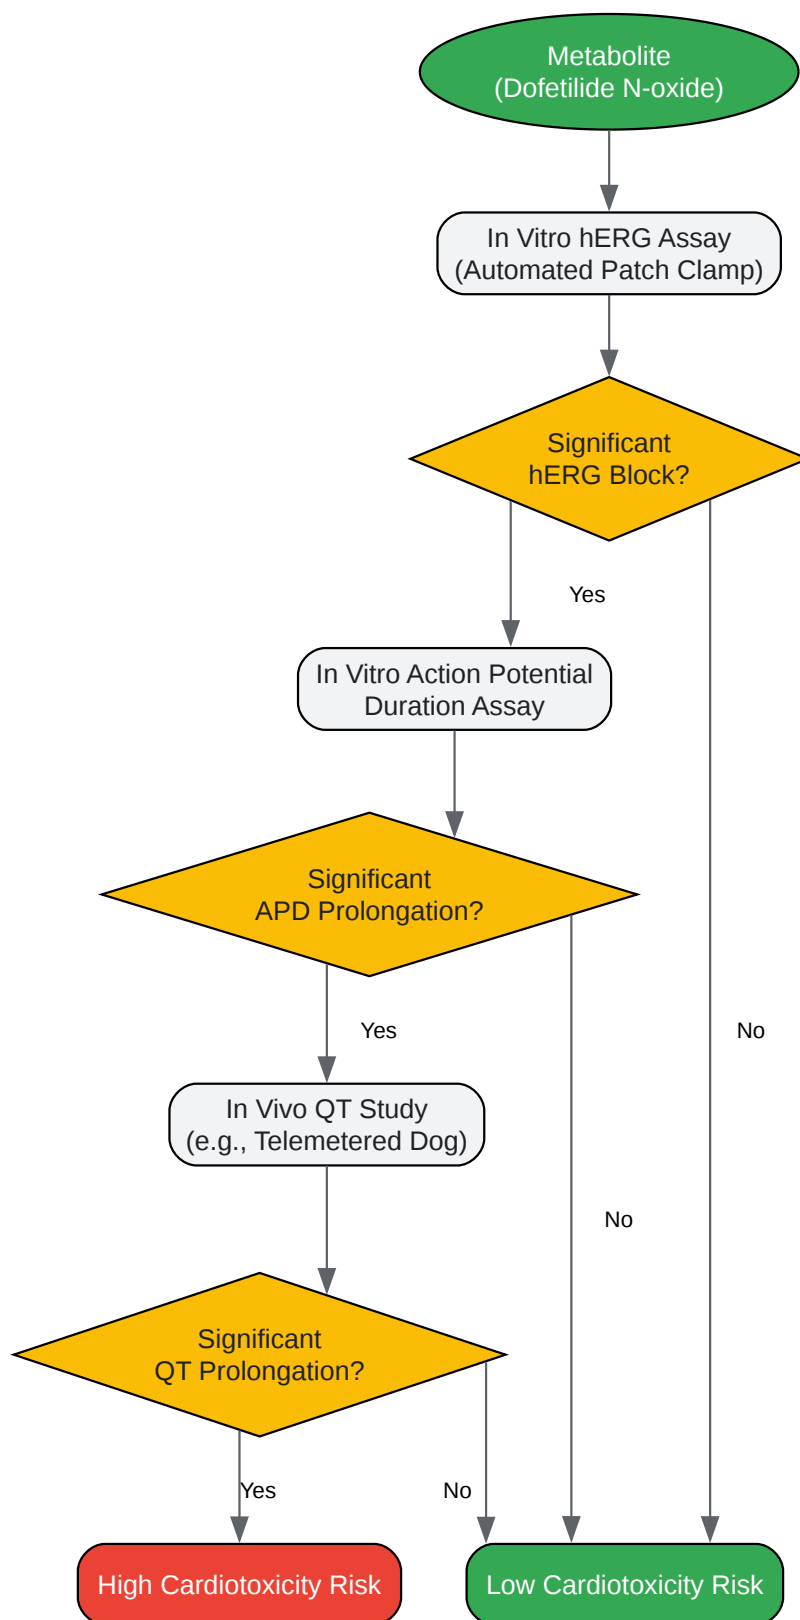 Metabolite
(Dofetilide N-oxide)
In Vitro hERG Assay
(Automated Patch Clamp)
Significant
hERG Block?
Yes
In Vitro Action Potential
Duration Assay
Significant
APD Prolongation?
Yes
No
In Vivo QT Study
(e.g., Telemetered Dog)
No
Significant
QT Prolongation?
Yes
No
High Cardiotoxicity Risk
Low Cardiotoxicity Risk